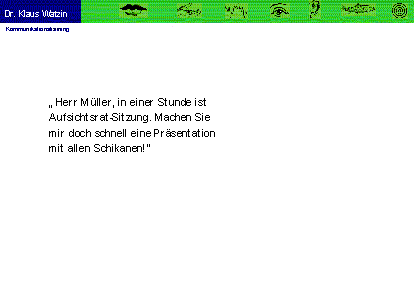 Dr. Klaus Watzin
Kommunikationstraining
„ Herr Müller, in einer Stunde ist
Aufsichtsrat-Sitzung. Machen Sie
mir doch schnell eine Präsentation
mit allen Schikanen!“